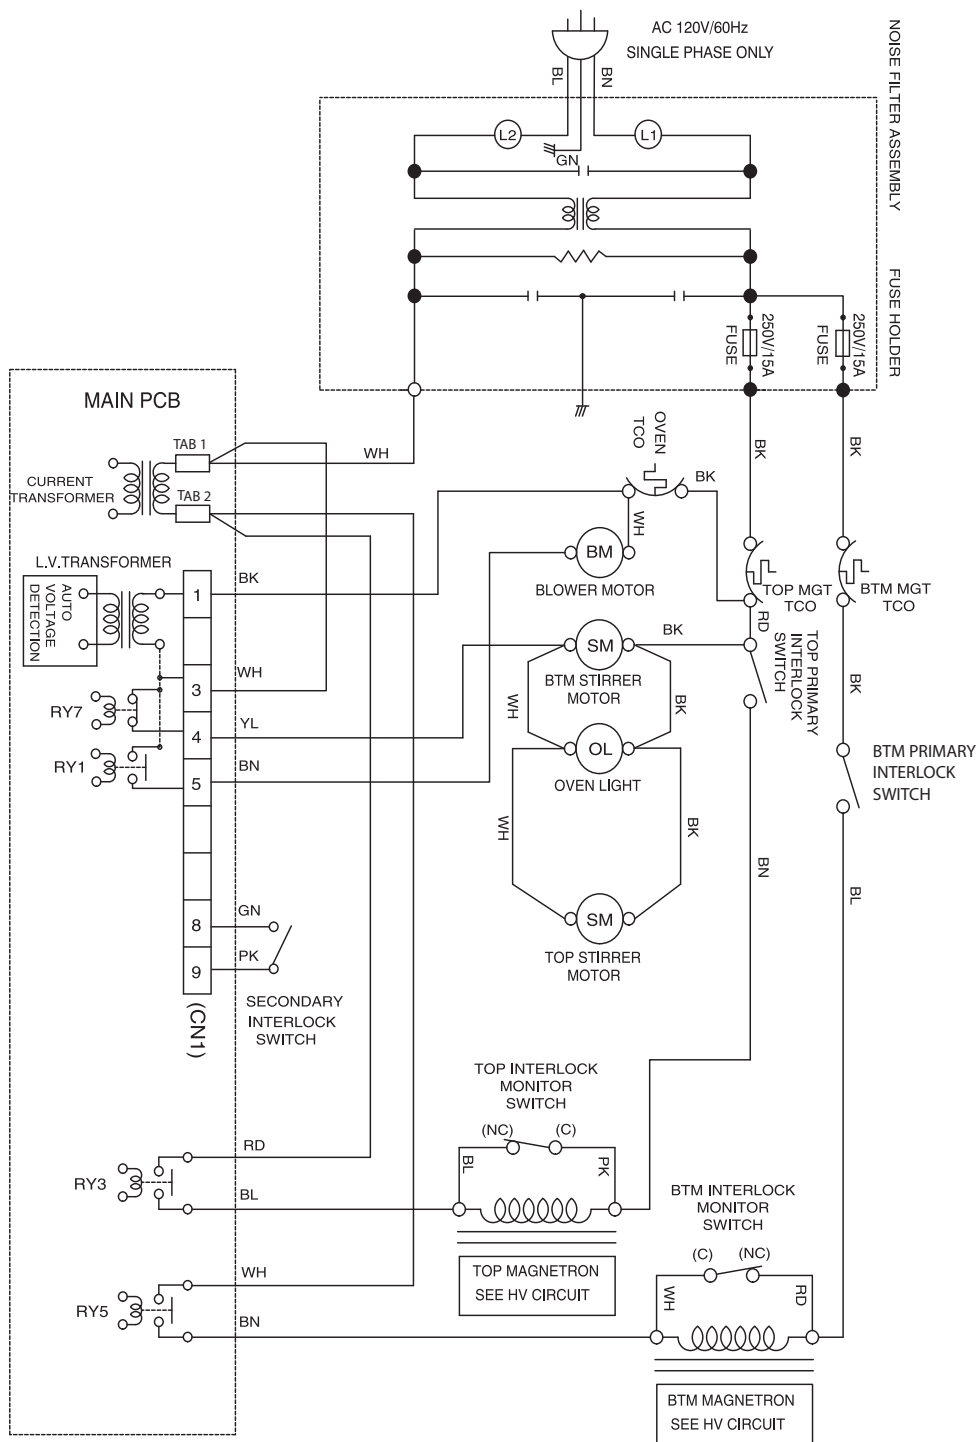 AC 120V/60Hz
SINGLE PHASE ONLY
BL
BN
NOISE FILTER ASSEMBLY
L2
L1
GN
FUSE HOLDER
250V/15A
FUSE
250V/15A
FUSE
MAIN PCB
TAB 1
WH
CURRENT
TRANSFORMER
TAB 2
OVEN
TCO
BK
BK
BK
WH
L.V.TRANSFORMER
AUTO
VOLTAGE
DETECTION
1
BK
BM
BLOWER MOTOR
TOP MGT
TCO
BTM MGT
TCO
RD
TOP PRIMARY
INTERLOCK
SWITCH
3
WH
SM
BK
BTM STIRRER
MOTOR
RY7
4
YL
WH
BK
BK
RY1
5
BN
OL
OVEN LIGHT
BTM PRIMARY
INTERLOCK
SWITCH
WH
BK
BN
BL
8
GN
9
PK
SM
TOP STIRRER
MOTOR
(CN1)
SECONDARY
INTERLOCK
SWITCH
TOP INTERLOCK
MONITOR
SWITCH
(NC)
(C)
BL
PK
RD
RY3
BL
BTM INTERLOCK
MONITOR
SWITCH
(C)
(NC)
TOP MAGNETRON
SEE HV CIRCUIT
WH
RD
WH
RY5
BN
BTM MAGNETRON
SEE HV CIRCUIT